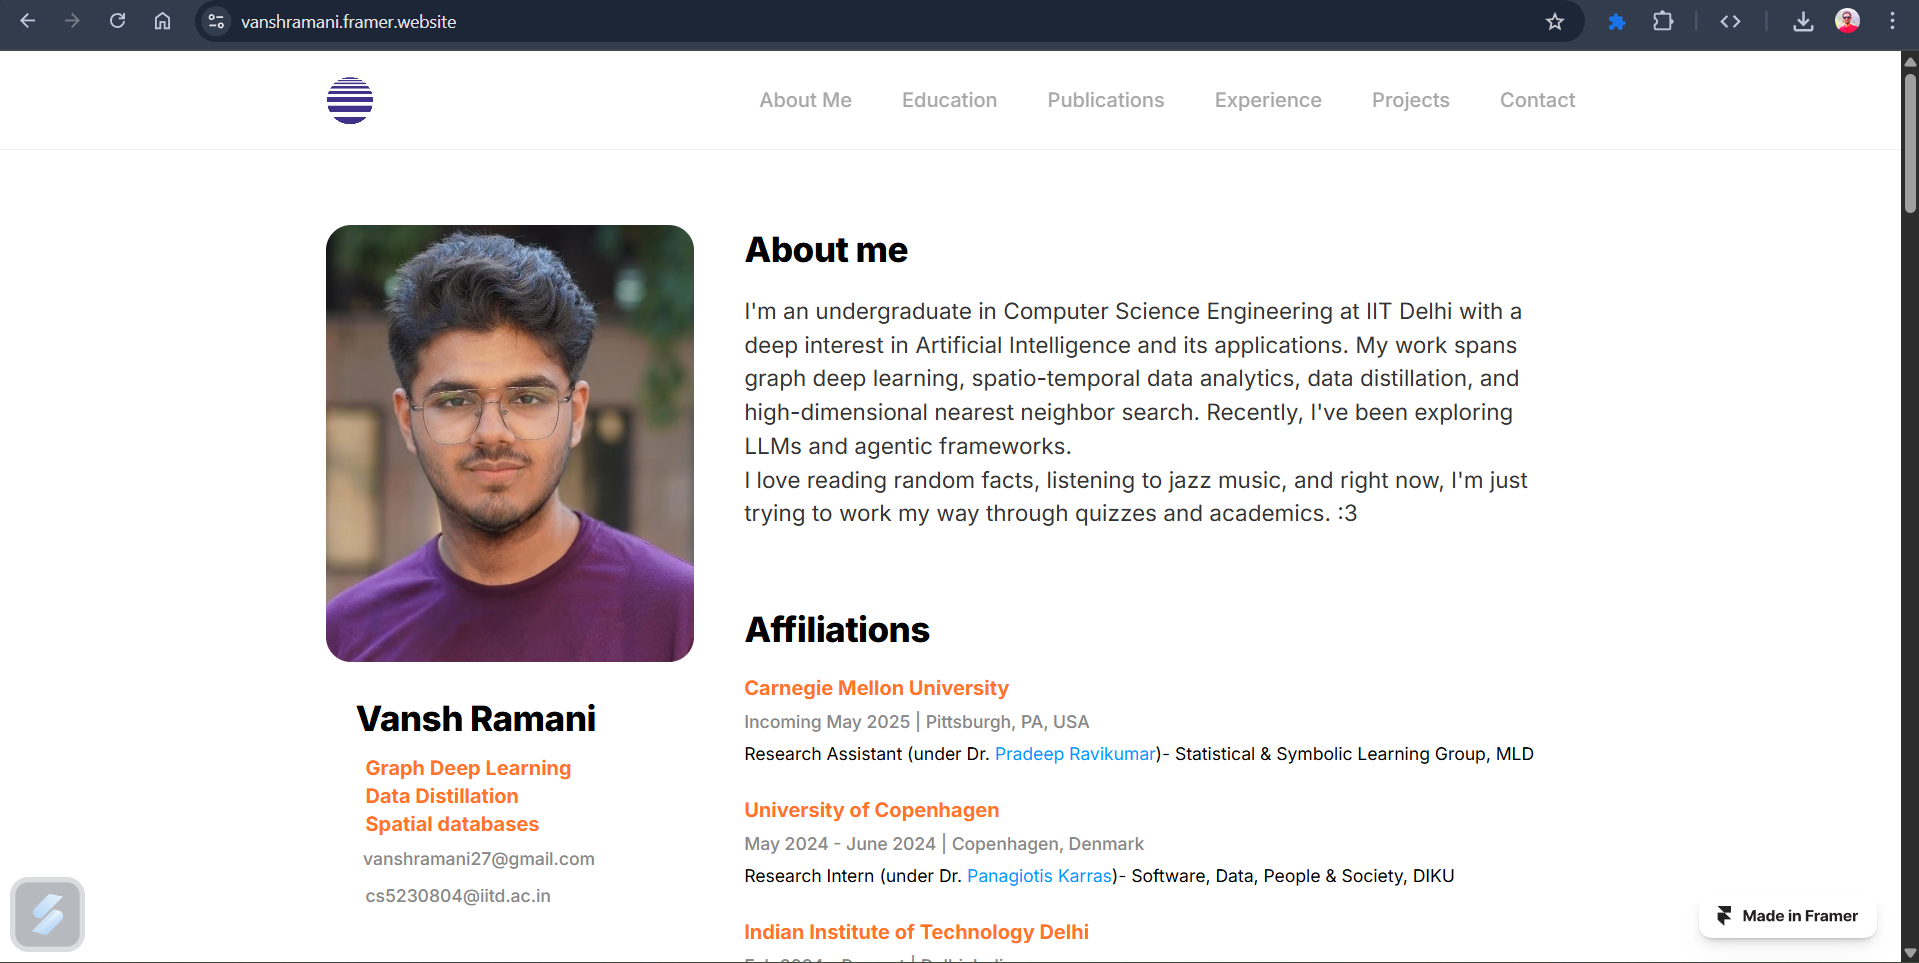 vanshramani.framer.website
About Me
Education
Publications
Experience
Projects
Contact
About me
I'm an undergraduate in Computer Science Engineering at IIT Delhi with a
deep interest in Artificial Intelligence and its applications. My work spans
graph deep learning, spatio-temporal data analytics, data distillation, and
high-dimensional nearest neighbor search. Recently, I've been exploring
LLMs and agentic frameworks.
I love reading random facts, listening to jazz music, and right now, I'm just
trying to work my way through quizzes and academics. :3
Vansh Ramani
Graph Deep Learning
Data Distillation
Spatial databases
vanshramani27@gmail.com
cs5230804@iitd.ac.in
Affiliations
Carnegie Mellon University
Incoming May 2025 | Pittsburgh, PA, USA
Research Assistant (under Dr. Pradeep Ravikumar)- Statistical & Symbolic Learning Group, MLD
University of Copenhagen
May 2024 - June 2024 | Copenhagen, Denmark
Research Intern (under Dr. Panagiotis Karras)- Software, Data, People & Society, DIKU
Indian Institute of Technology Delhi
Made in Framer